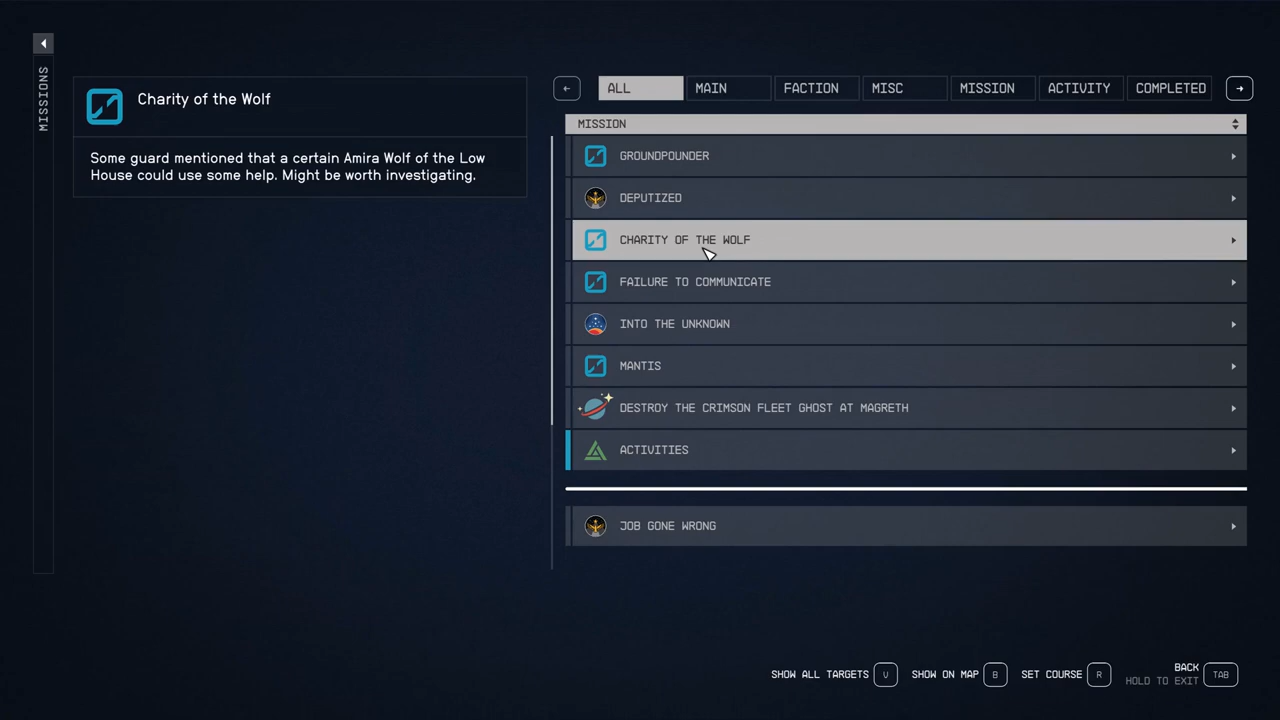 MISSIONS
Charity of the Wolf
Some guard mentioned that a certain Amira Wolf of the Low
House could use some help. Might be worth investigating.
ALL
MAIN
FACTION
MISC
MISSION
ACTIVITY
COMPLETED
MISSION
GROUNDPOUNDER
DEPUTIZED
CHARITY OF THE WOLF
FAILURE TO COMMUNICATE
INTO THE UNKNOWN
MANTIS
DESTROY THE CRIMSON FLEET GHOST AT MAGRETH
ACTIVITIES
JOB GONE WRONG
SHOW ALL TARGETS V
SHOW ON MAP B
SET COURSE R
BACK
HOLD TO EXIT TAB